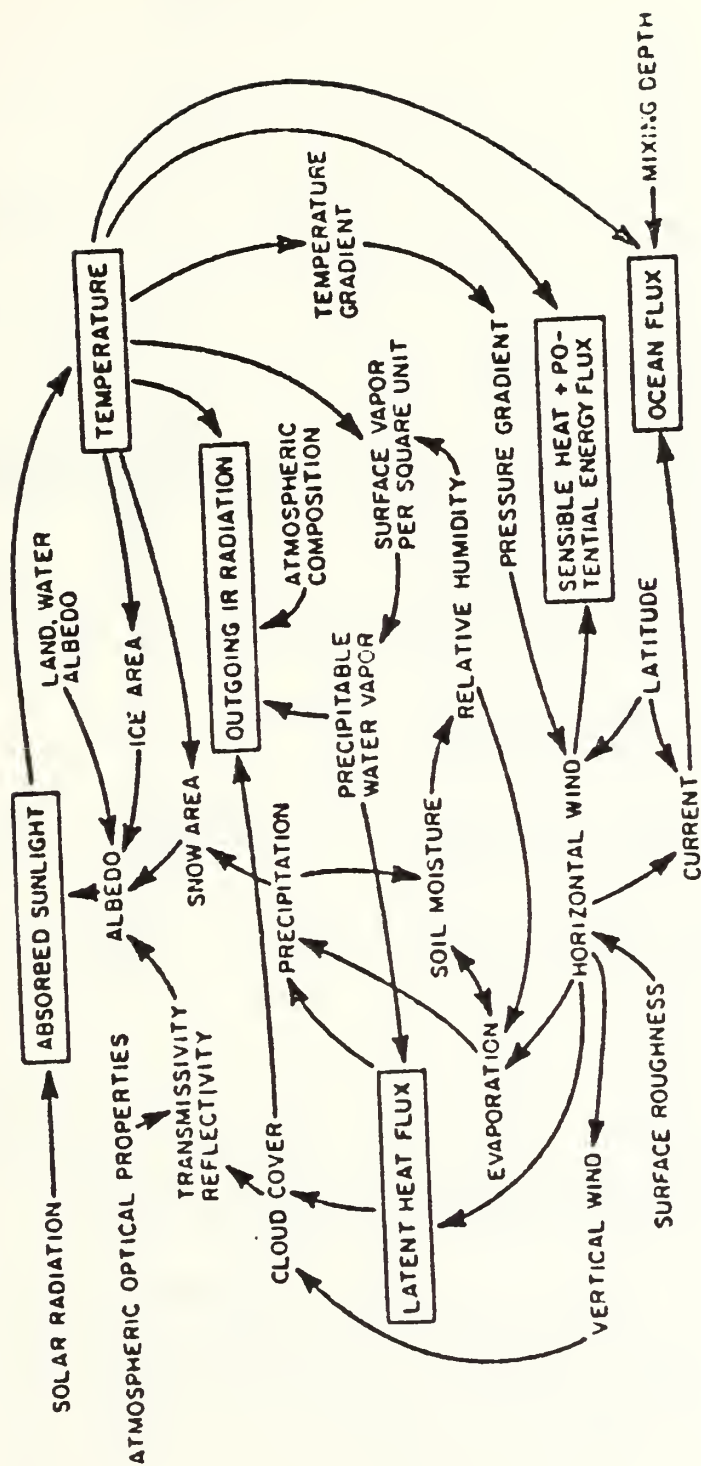 SOLAR RADIATION
ABSORBED SUNLIGHT
TEMPERATURE
ATMOSPHERIC OPTICAL PROPERTIES
LAND, WATER
ALBEDO
TRANSMISSIVITY
REFLECTIVITY
ALBEDO
ICE AREA
SNOW AREA
CLOUD COVER
PRECIPITATION
OUTGOING IR RADIATION
ATMOSPHERIC
COMPOSITION
TEMPERATURE
GRADIENT
PRECIPITABLE
WATER VAPOR
SURFACE VAPOR
PER SQUARE UNIT
LATENT HEAT FLUX
SOIL MOISTURE
RELATIVE HUMIDITY
EVAPORATION
PRESSURE GRADIENT
VERTICAL WIND
HORIZONTAL WIND
SENSIBLE HEAT + PO-
TENTIAL ENERGY FLUX
SURFACE ROUGHNESS
LATITUDE
CURRENT
OCEAN FLUX
MIXING DEPTH